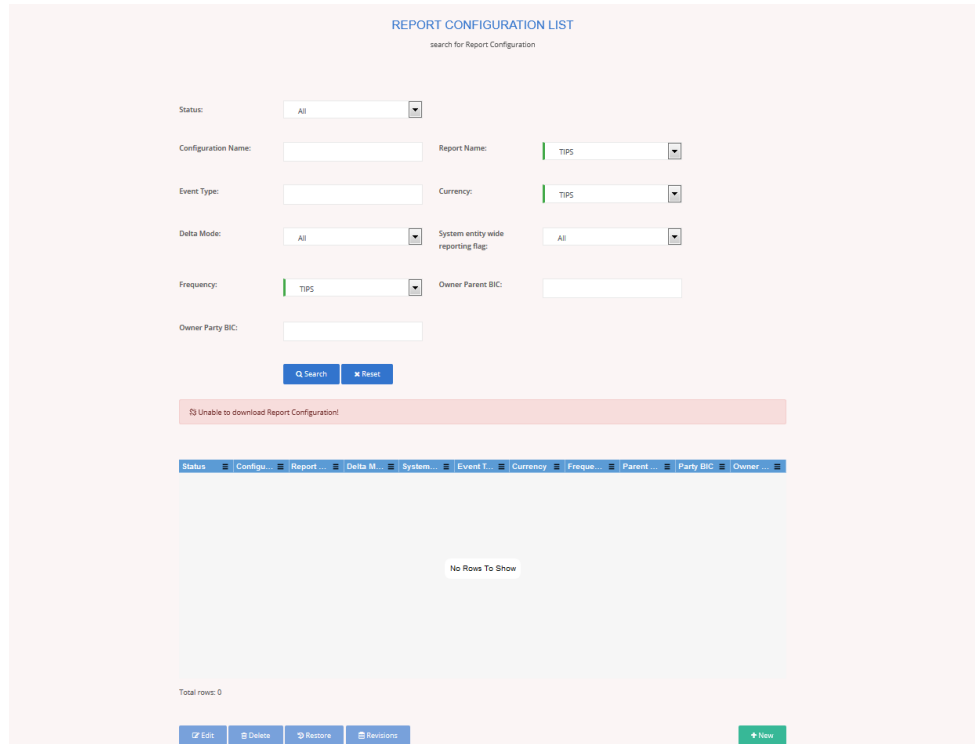 REPORT CONFIGURATION LIST
search for Report Configuration
Status: All
Configuration Name: Report Name: TIPS
Event Type: Currency: TIPS
Delta Mode: All System entity wide reporting flag: All
Frequency: TIPS Owner Parent BIC:
Owner Party BIC:
Search Reset
Unable to download Report Configuration!
Status Configu... Report ... Delta M... System... Event T... Currency Freque... Parent ... Party BIC Owner ...
No Rows To Show
Total rows: 0
Edit Delete Restore Revisions New